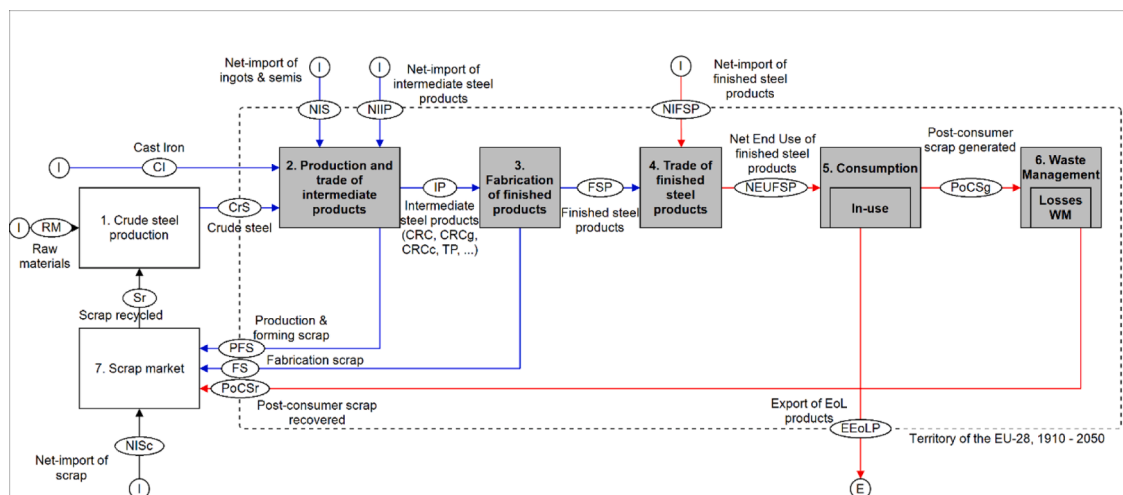 Net-import of
ingots & semis
I
NIS
I
Net-import of
intermediate steel
products
NIIP
I
Net-import of
finished steel
products
NIFSP
I
Cast Iron
CI
2. Production and
trade of
intermediate
products
IP
Intermediate
steel products
(CRC, CRCg,
CRCc, TP, ...)
3.
Fabrication
of finished
products
FSP
Finished steel
products
4. Trade of
finished
steel
products
Net End Use of
finished steel
products
NEUFSP
5. Consumption
In-use
Post-consumer
scrap generated
PoCSg
6. Waste
Management
Losses
WM
I
RM
Raw
materials
1. Crude steel
production
CrS
Crude steel
Sr
Scrap recycled
7. Scrap market
Production &
forming scrap
PFS
FS
Fabrication scrap
PoCSr
Post-consumer scrap
recovered
Export of EoL
products
EEoLP
E
Territory of the EU-28, 1910 - 2050
NISc
Net-import of
scrap
I